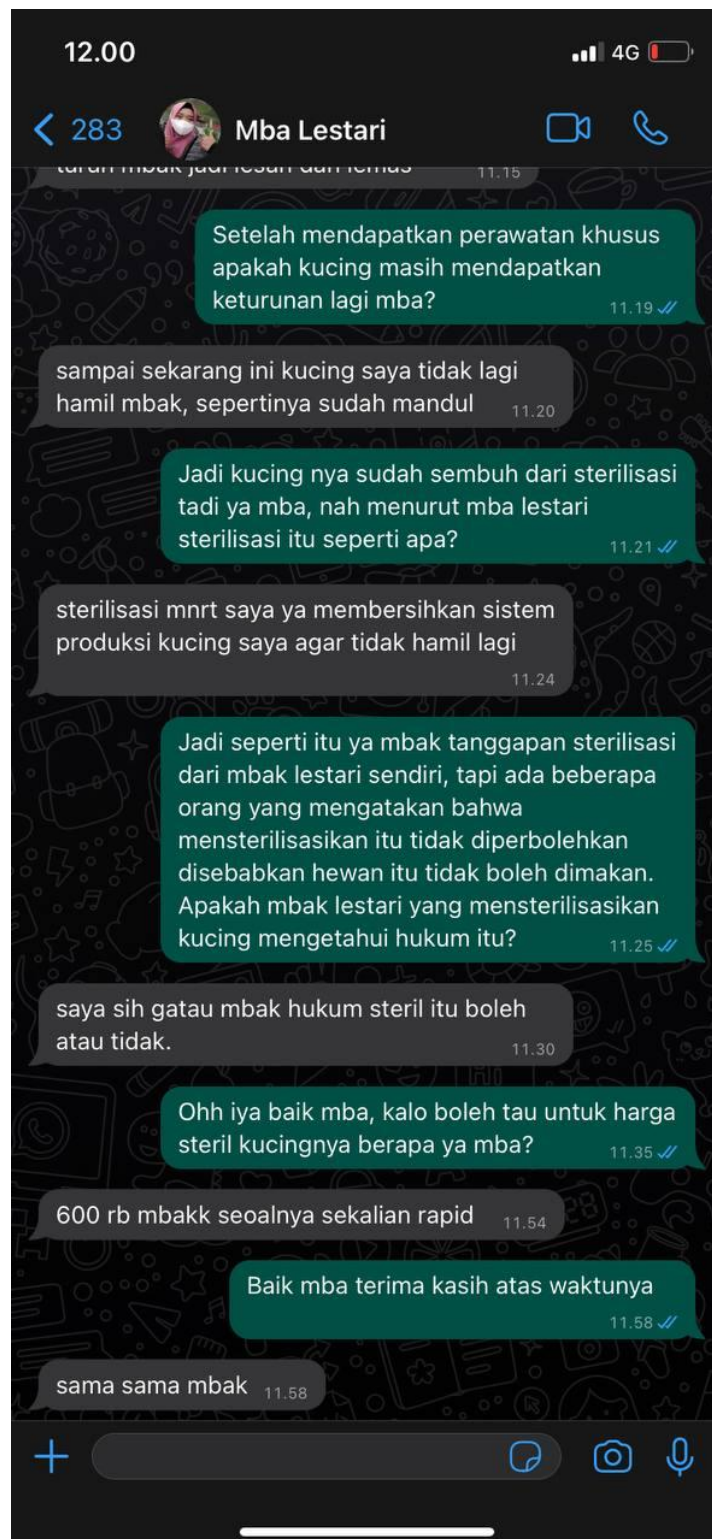 12.00
4G
283
Mba Lestari
turun mbak jadi lesan dan lemas 11.15
Setelah mendapatkan perawatan khusus
apakah kucing masih mendapatkan
keturunan lagi mba? 11.19
sampai sekarang ini kucing saya tidak lagi
hamil mbak, sepertinya sudah mandul 11.20
Jadi kucing nya sudah sembuh dari sterilisasi
tadi ya mba, nah menurut mba lestari
sterilisasi itu seperti apa? 11.21
sterilisasi mnrt saya ya membersihkan sistem
produksi kucing saya agar tidak hamil lagi
11.24
Jadi seperti itu ya mbak tanggapan sterilisasi
dari mbak lestari sendiri, tapi ada beberapa
orang yang mengatakan bahwa
mensterilisasikan itu tidak diperbolehkan
disebabkan hewan itu tidak boleh dimakan.
Apakah mbak lestari yang mensterilisasikan
kucing mengetahui hukum itu? 11.25
saya sih gatau mbak hukum steril itu boleh
atau tidak. 11.30
Ohh iya baik mba, kalo boleh tau untuk harga
steril kucingnya berapa ya mba? 11.35
600 rb mbakk seoalnya sekalian rapid 11.54
Baik mba terima kasih atas waktunya
11.58
sama sama mbak 11.58